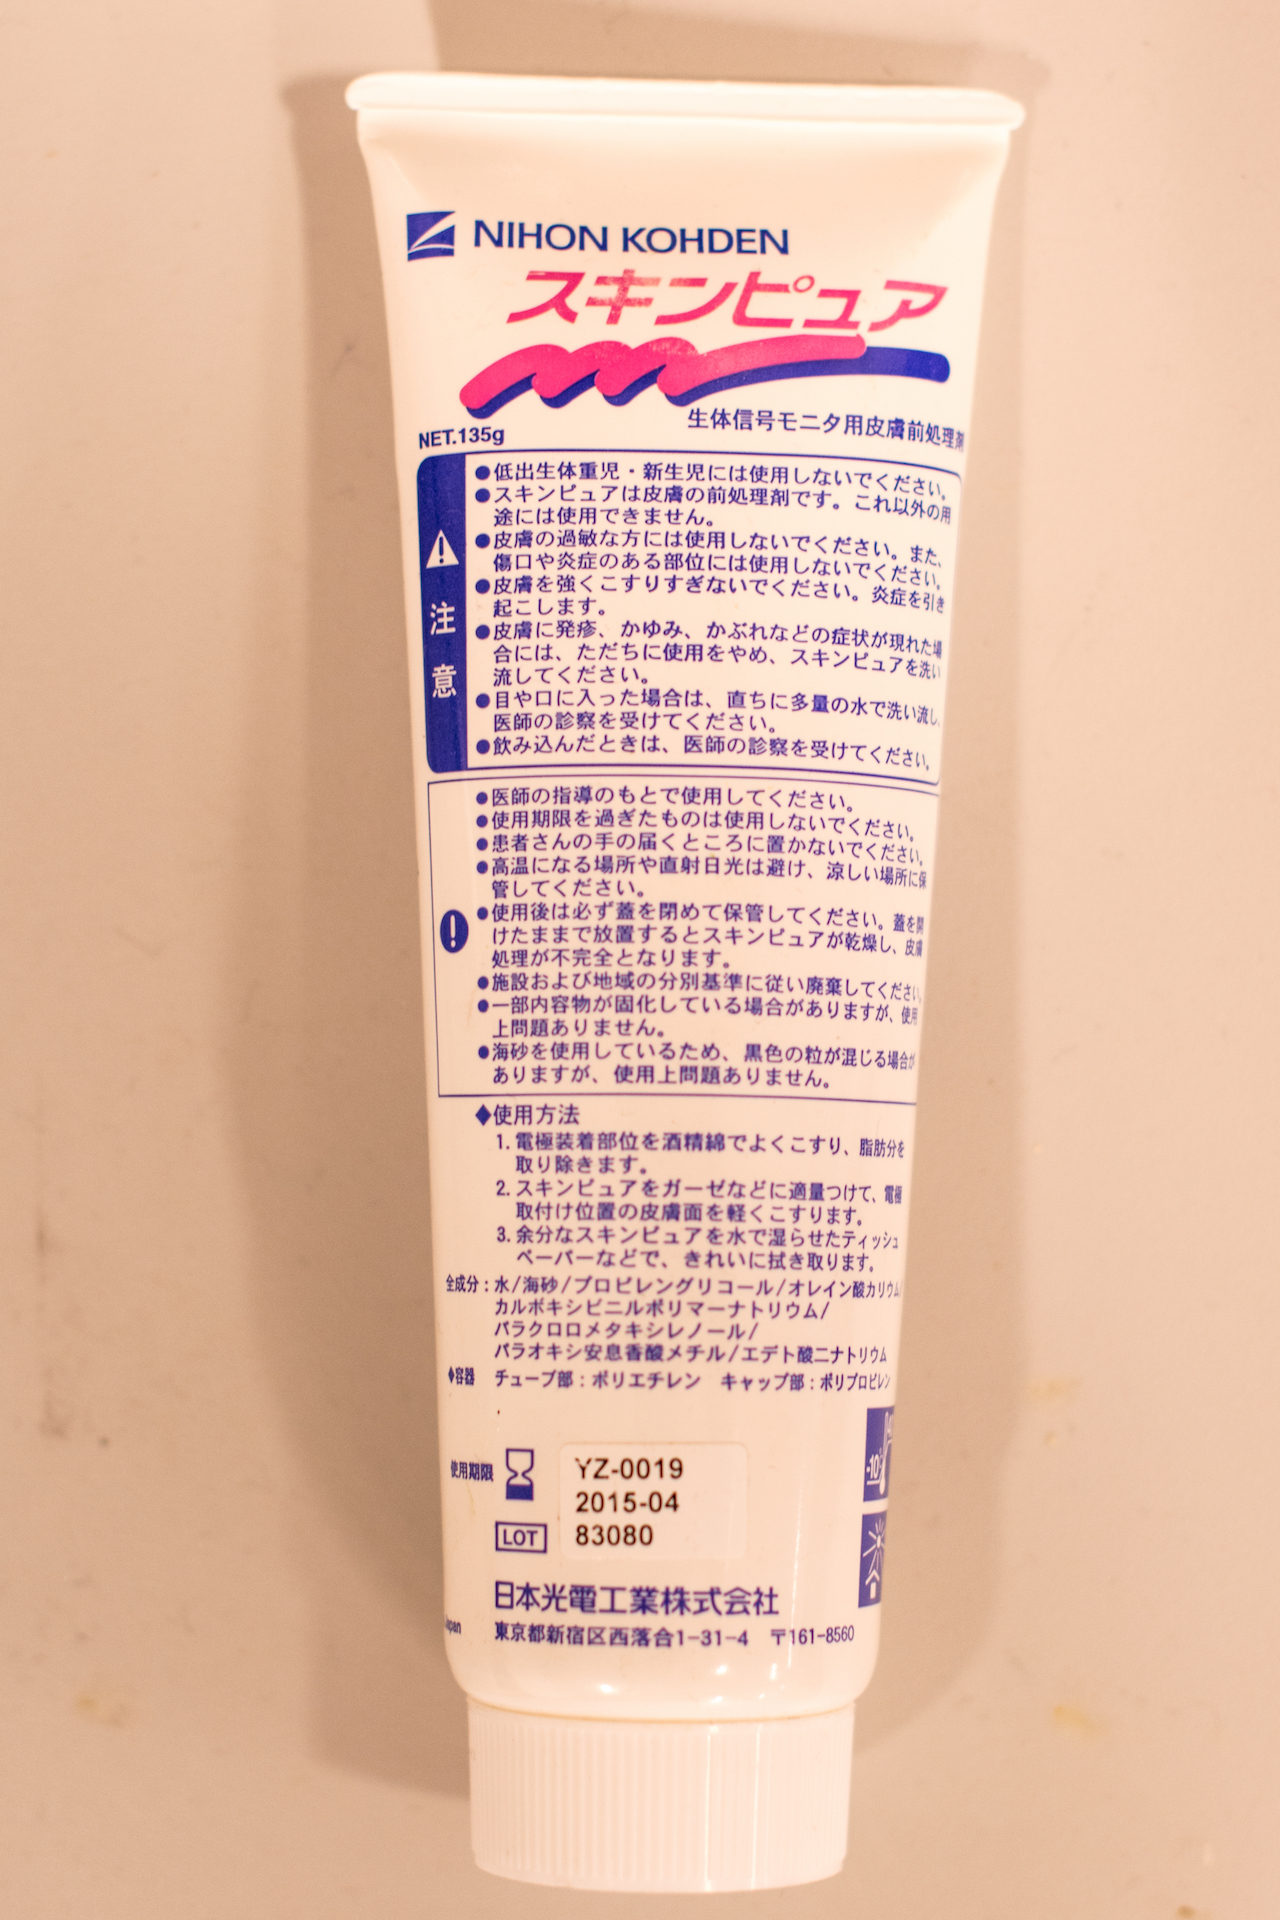 NIHON KOHDEN
スキンピュア
生体信号モニタ用皮膚前処理剤
NET.135g
注意
●低出生体重児・新生児には使用しないでください。
●スキンピュアは皮膚の前処理剤です。これ以外の用
途には使用できません。
●皮膚の過敏な方には使用しないでください。また、
傷口や炎症のある部位には使用しないでください。
●皮膚を強くこすりすぎないでください。炎症を引き
起こします。
●皮膚に発疹、かゆみ、かぶれなどの症状が現れた場
合には、ただちに使用をやめ、スキンピュアを洗い
流してください。
●目や口に入った場合は、直ちに多量の水で洗い流し、
医師の診察を受けてください。
●飲み込んだときは、医師の診察を受けてください。
●医師の指導のもとで使用してください。
●使用期限を過ぎたものは使用しないでください。
●患者さんの手の届くところに置かないでください。
●高温になる場所や直射日光は避け、涼しい場所に保
管してください。
●使用後は必ず蓋を閉めて保管してください。蓋を開
けたままで放置するとスキンピュアが乾燥し、皮膚
処理が不完全となります。
●施設および地域の分別基準に従い廃棄してください。
●一部内容物が固化している場合がありますが、使用
上問題ありません。
●海砂を使用しているため、黒色の粒が混じる場合が
ありますが、使用上問題ありません。
◆使用方法
1. 電極装着部位を酒精綿でよくこすり、脂肪分を
取り除きます。
2. スキンピュアをガーゼなどに適量つけて、電極
取付け位置の皮膚面を軽くこすります。
3. 余分なスキンピュアを水で湿らせたティッシュ
ペーパーなどで、きれいに拭き取ります。
全成分：水/海砂/プロピレングリコール/オレイン酸カリウム/
カルボキシビニルポリマーナトリウム/
パラクロロメタキシレノール/
パラオキシ安息香酸メチル/エデト酸二ナトリウム
◆容器 チューブ部：ポリエチレン キャップ部：ポリプロピレン
-10°
使用期限 YZ-0019
2015-04
LOT 83080
日本光電工業株式会社
東京都新宿区西落合1-31-4 〒161-8560